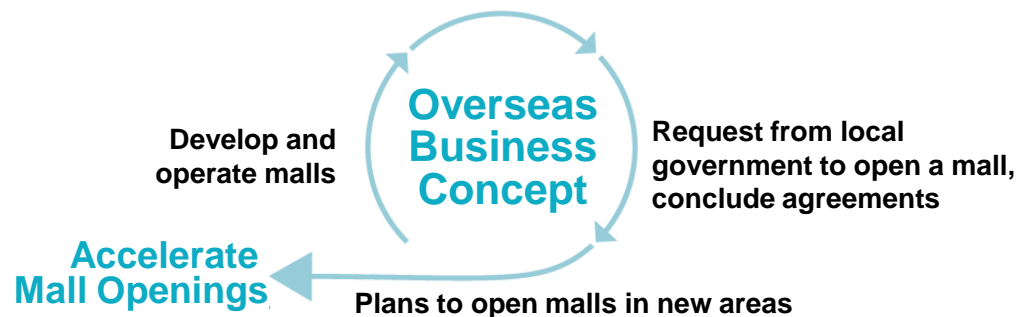 Overseas
Business
Concept
Develop and
operate malls
Request from local
government to open a mall,
conclude agreements
Accelerate
Mall Openings
Plans to open malls in new areas